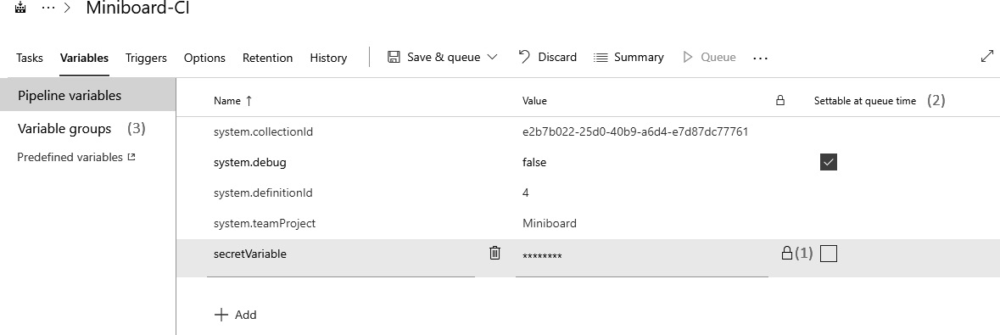 ··· > Miniboard-CI
Tasks Variables Triggers Options Retention History Save & queue Discard Summary Queue ...
Pipeline variables
Variable groups (3)
Predefined variables
Name ↑ Value Settable at queue time (2)
system.collectionId e2b7b022-25d0-40b9-a6d4-e7d87dc77761
system.debug false
system.definitionId 4
system.teamProject Miniboard
secretVariable ******** (1)
+ Add